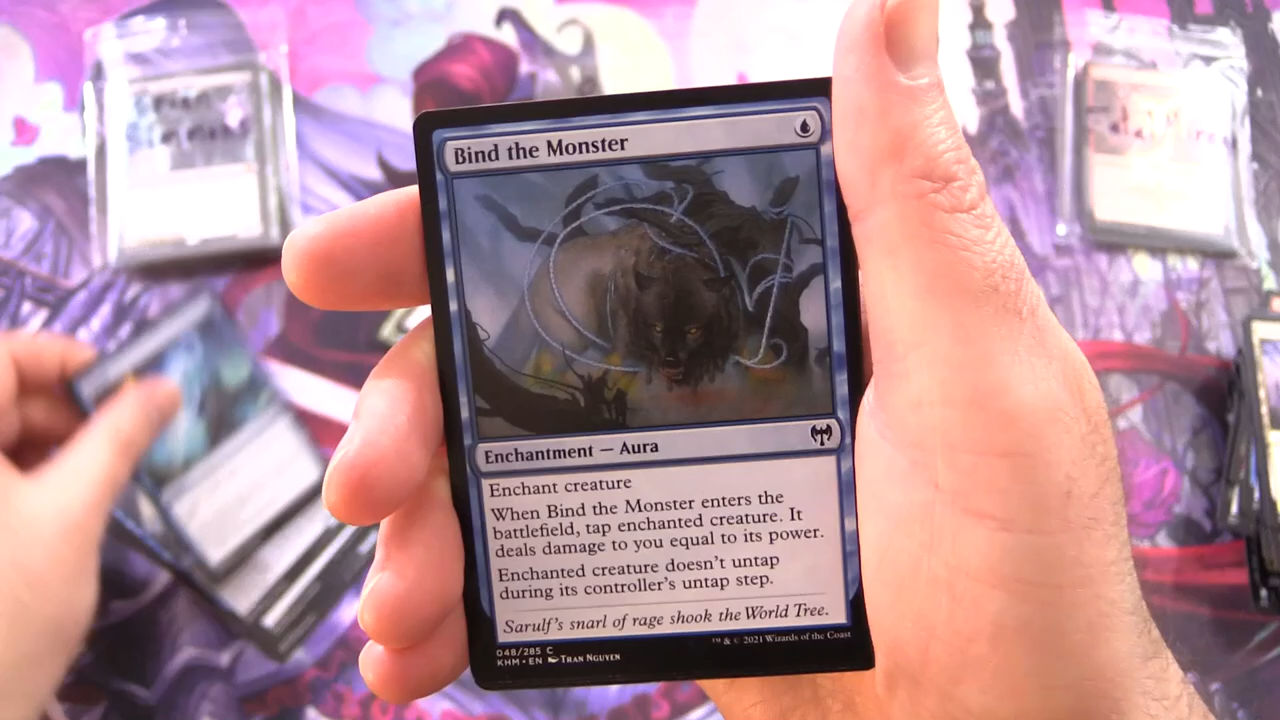 Bind the Monster
Enchantment — Aura
Enchant creature
When Bind the Monster enters the
battlefield, tap enchanted creature. It
deals damage to you equal to its power.
Enchanted creature doesn't untap
during its controller's untap step.
Sarulf's snarl of rage shook the World Tree.
048/285 C
KHM • EN TRAN NGUYEN
™ & © 2021 Wizards of the Coast